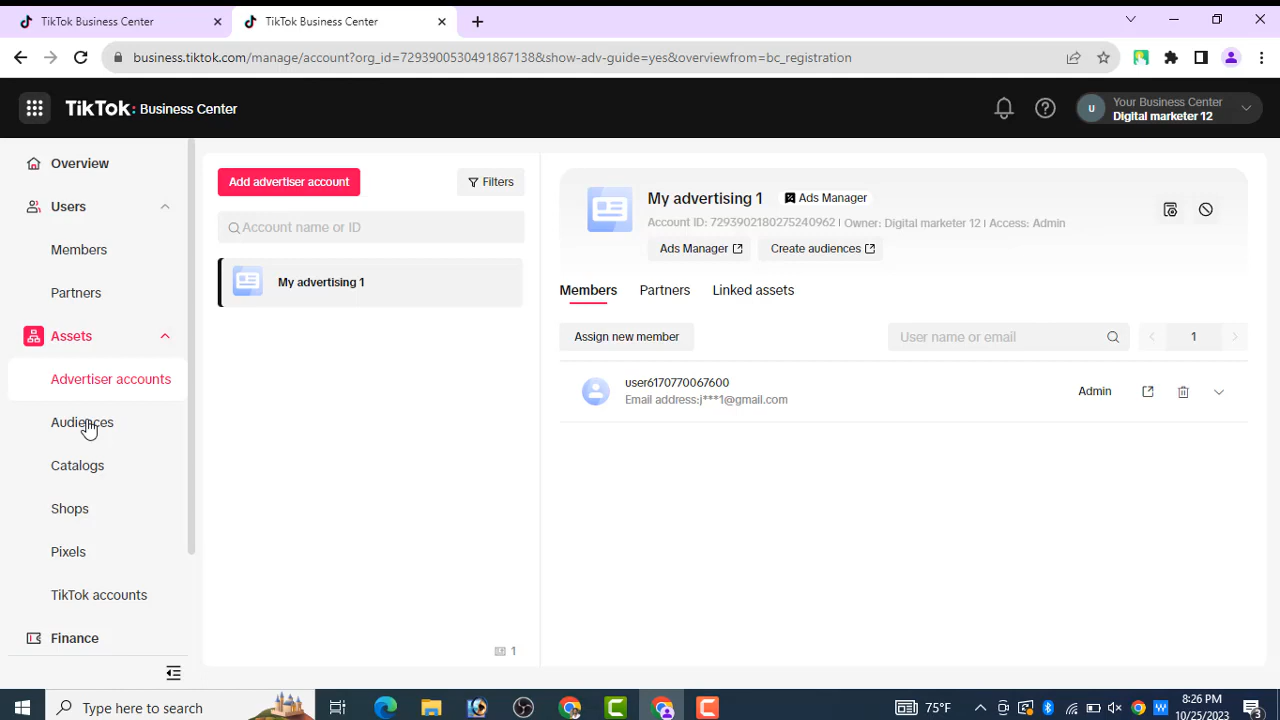 TikTok Business Center
TikTok Business Center
business.tiktok.com/manage/account?org_id=7293900530491867138&show-adv-guide=yes&overviewfrom=bc_registration
TikTok: Business Center
U
Your Business Center
Digital marketer 12
Overview
Users
Members
Partners
Assets
Advertiser accounts
Audiences
Catalogs
Shops
Pixels
TikTok accounts
Finance
Add advertiser account
Filters
Account name or ID
My advertising 1
1
My advertising 1
Ads Manager
Account ID: 7293902180275240962 | Owner: Digital marketer 12 | Access: Admin
Ads Manager
Create audiences
Members
Partners
Linked assets
Assign new member
User name or email
1
user6170770067600
Email address:j***1@gmail.com
Admin
Type here to search
75°F
8:26 PM
10/25/2023
3